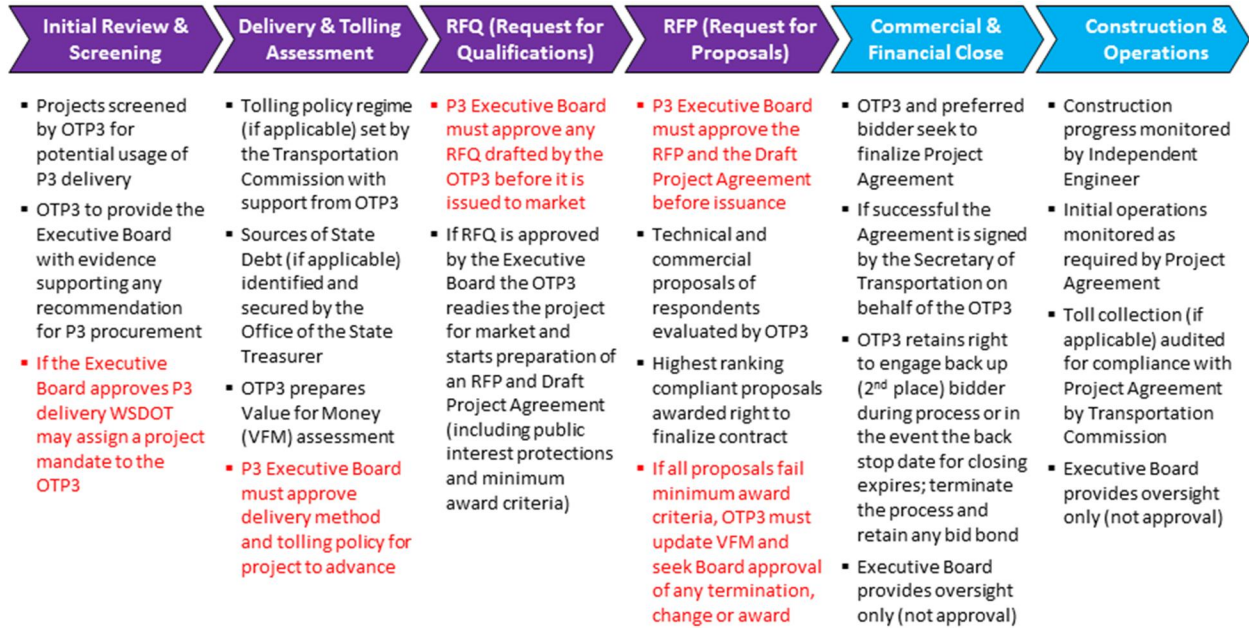 Initial Review &
Screening
Delivery & Tolling
Assessment
RFQ (Request for
Qualifications)
RFP (Request for
Proposals)
Commercial &
Financial Close
Construction &
Operations
▪ Projects screened
by OTP3 for
potential usage of
P3 delivery
▪ OTP3 to provide the
Executive Board
with evidence
supporting any
recommendation
for P3 procurement
▪ If the Executive
Board approves P3
delivery WSDOT
may assign a project
mandate to the
OTP3
▪ Tolling policy regime
(if applicable) set by
the Transportation
Commission with
support from OTP3
▪ Sources of State
Debt (if applicable)
identified and
secured by the
Office of the State
Treasurer
▪ OTP3 prepares
Value for Money
(VFM) assessment
▪ P3 Executive Board
must approve
delivery method
and tolling policy for
project to advance
▪ P3 Executive Board
must approve any
RFQ drafted by the
OTP3 before it is
issued to market
▪ If RFQ is approved
by the Executive
Board the OTP3
readies the project
for market and
starts preparation of
an RFP and Draft
Project Agreement
(including public
interest protections
and minimum
award criteria)
▪ P3 Executive Board
must approve the
RFP and the Draft
Project Agreement
before issuance
▪ Technical and
commercial
proposals of
respondents
evaluated by OTP3
▪ Highest ranking
compliant proposals
awarded right to
finalize contract
▪ If all proposals fail
minimum award
criteria, OTP3 must
update VFM and
seek Board approval
of any termination,
change or award
▪ OTP3 and preferred
bidder seek to
finalize Project
Agreement
▪ If successful the
Agreement is signed
by the Secretary of
Transportation on
behalf of the OTP3
▪ OTP3 retains right
to engage back up
(2nd place) bidder
during process or in
the event the back
stop date for closing
expires; terminate
the process and
retain any bid bond
▪ Executive Board
provides oversight
only (not approval)
▪ Construction
progress monitored
by Independent
Engineer
▪ Initial operations
monitored as
required by Project
Agreement
▪ Toll collection (if
applicable) audited
for compliance with
Project Agreement
by Transportation
Commission
▪ Executive Board
provides oversight
only (not approval)